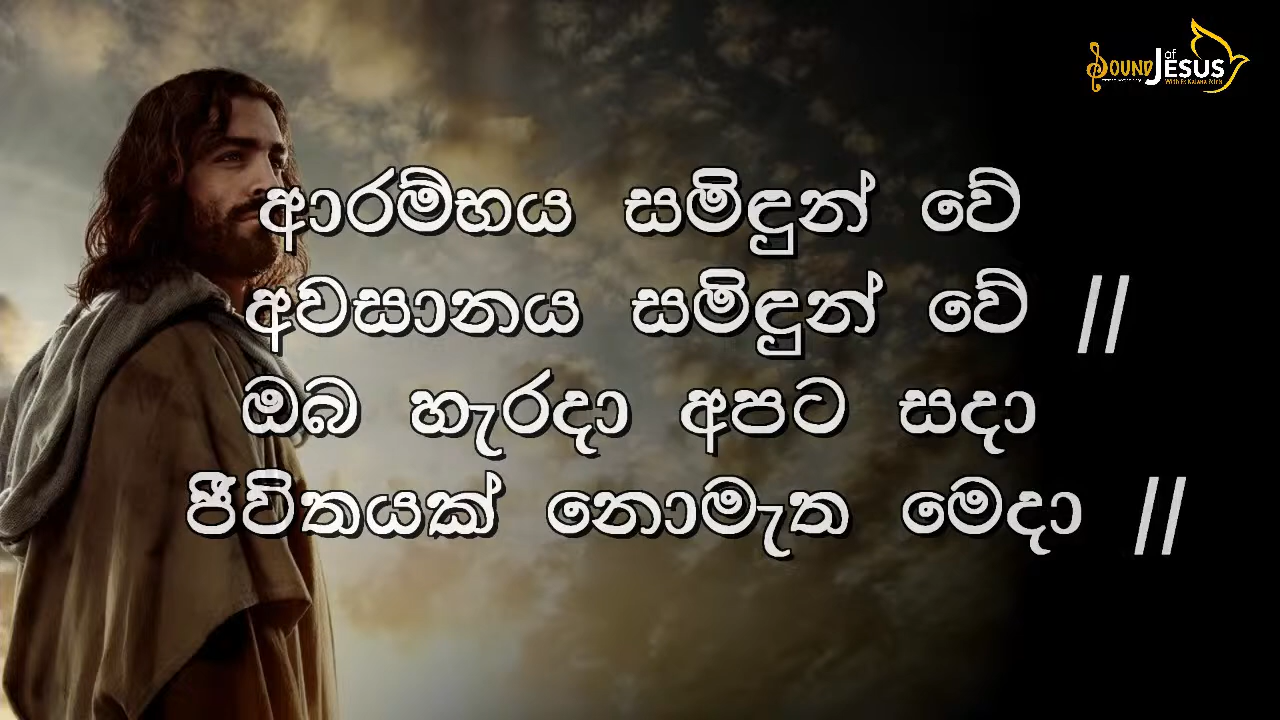 Sound of Jesus
ආරම්භය සමිඳුන් වේ
අවසානය සමිඳුන් වේ //
ඔබ හැරදා අපට සදා
ජීවිතයක් නොමැත මෙදා //